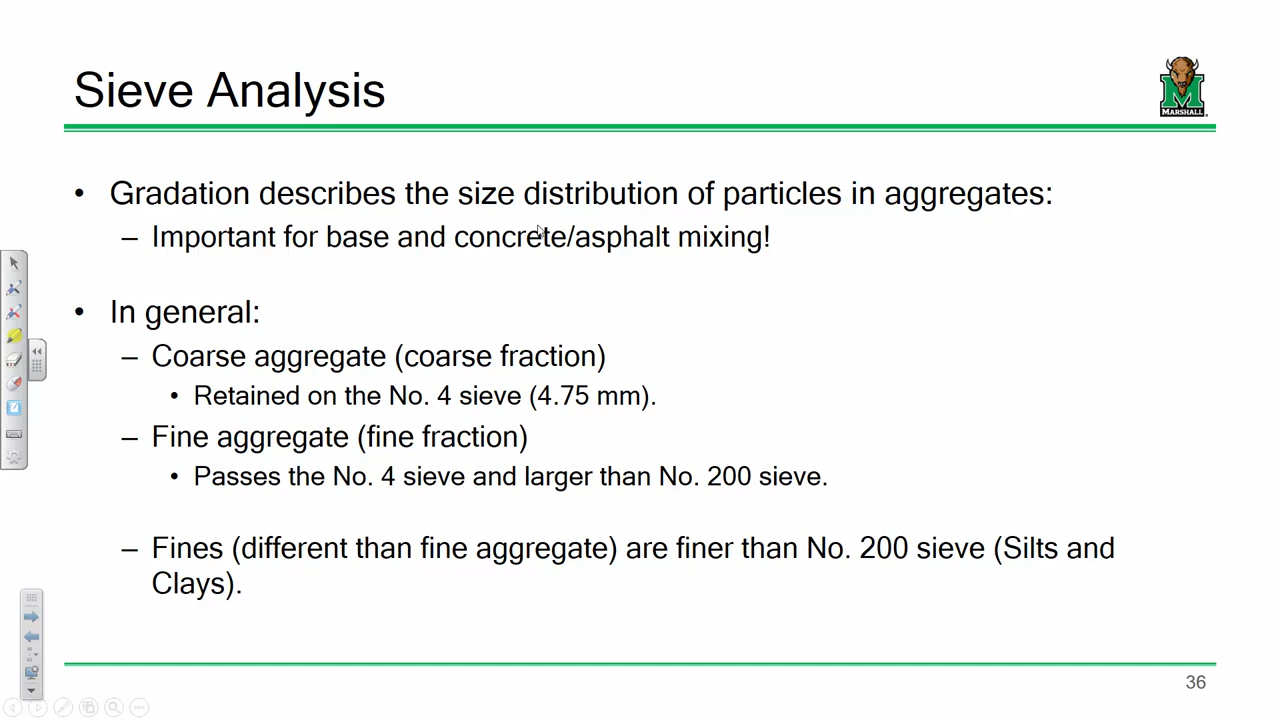 Sieve Analysis
MARSHALL
• Gradation describes the size distribution of particles in aggregates:
– Important for base and concrete/asphalt mixing!
• In general:
– Coarse aggregate (coarse fraction)
• Retained on the No. 4 sieve (4.75 mm).
– Fine aggregate (fine fraction)
• Passes the No. 4 sieve and larger than No. 200 sieve.
– Fines (different than fine aggregate) are finer than No. 200 sieve (Silts and
Clays).
36